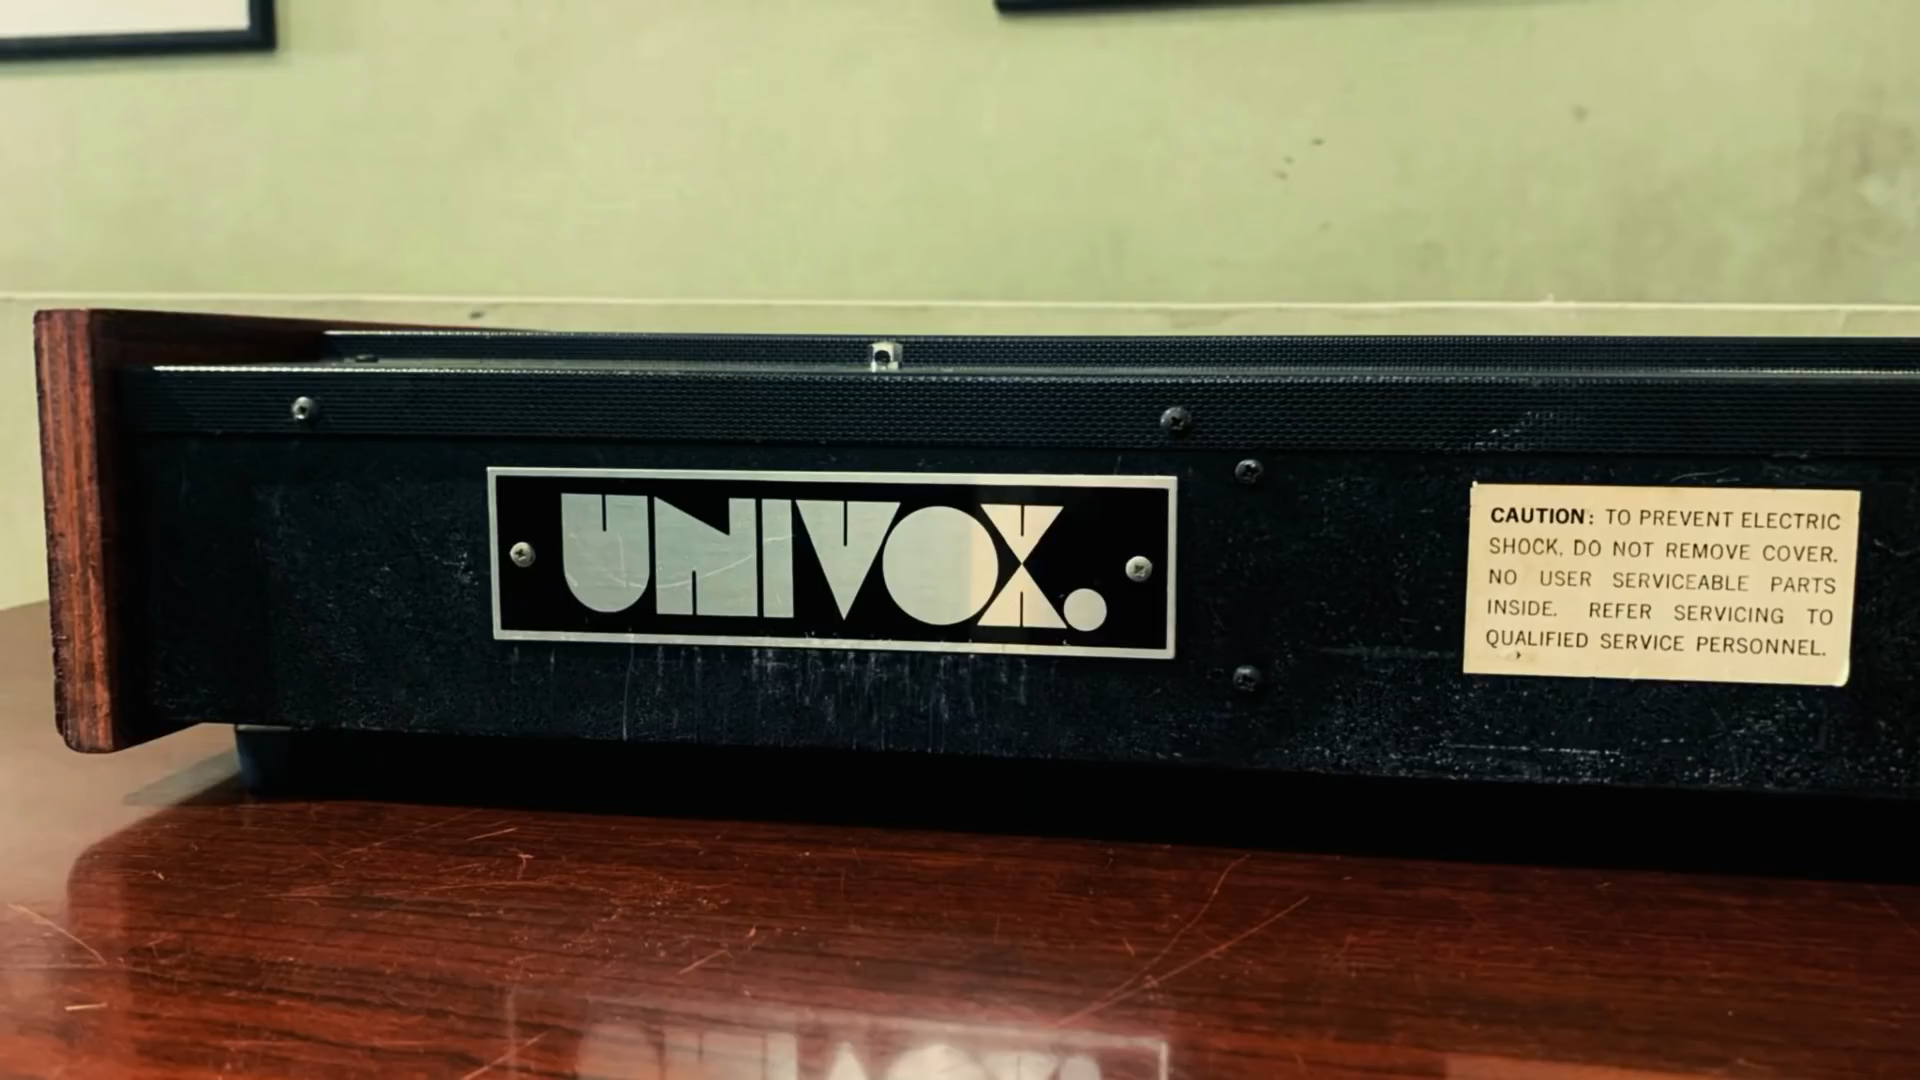 UNIVOX.
CAUTION: TO PREVENT ELECTRIC
SHOCK, DO NOT REMOVE COVER.
NO USER SERVICEABLE PARTS
INSIDE. REFER SERVICING TO
QUALIFIED SERVICE PERSONNEL.